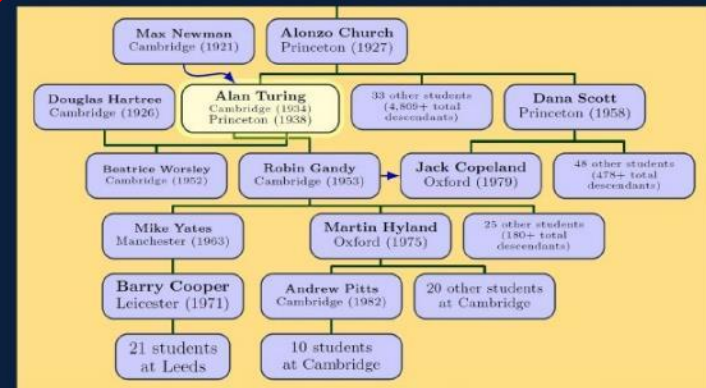 Max Newman
Cambridge (1921)
Alonzo Church
Princeton (1927)
Douglas Hartree
Cambridge (1926)
Alan Turing
Cambridge (1934)
Princeton (1938)
33 other students
(4,869+ total
descendants)
Dana Scott
Princeton (1958)
Beatrice Worsley
Cambridge (1952)
Robin Gandy
Cambridge (1953)
Jack Copeland
Oxford (1979)
48 other students
(478+ total
descendants)
Mike Yates
Manchester (1963)
Martin Hyland
Oxford (1975)
25 other students
(180+ total
descendants)
Barry Cooper
Leicester (1971)
Andrew Pitts
Cambridge (1982)
20 other students
at Cambridge
21 students
at Leeds
10 students
at Cambridge